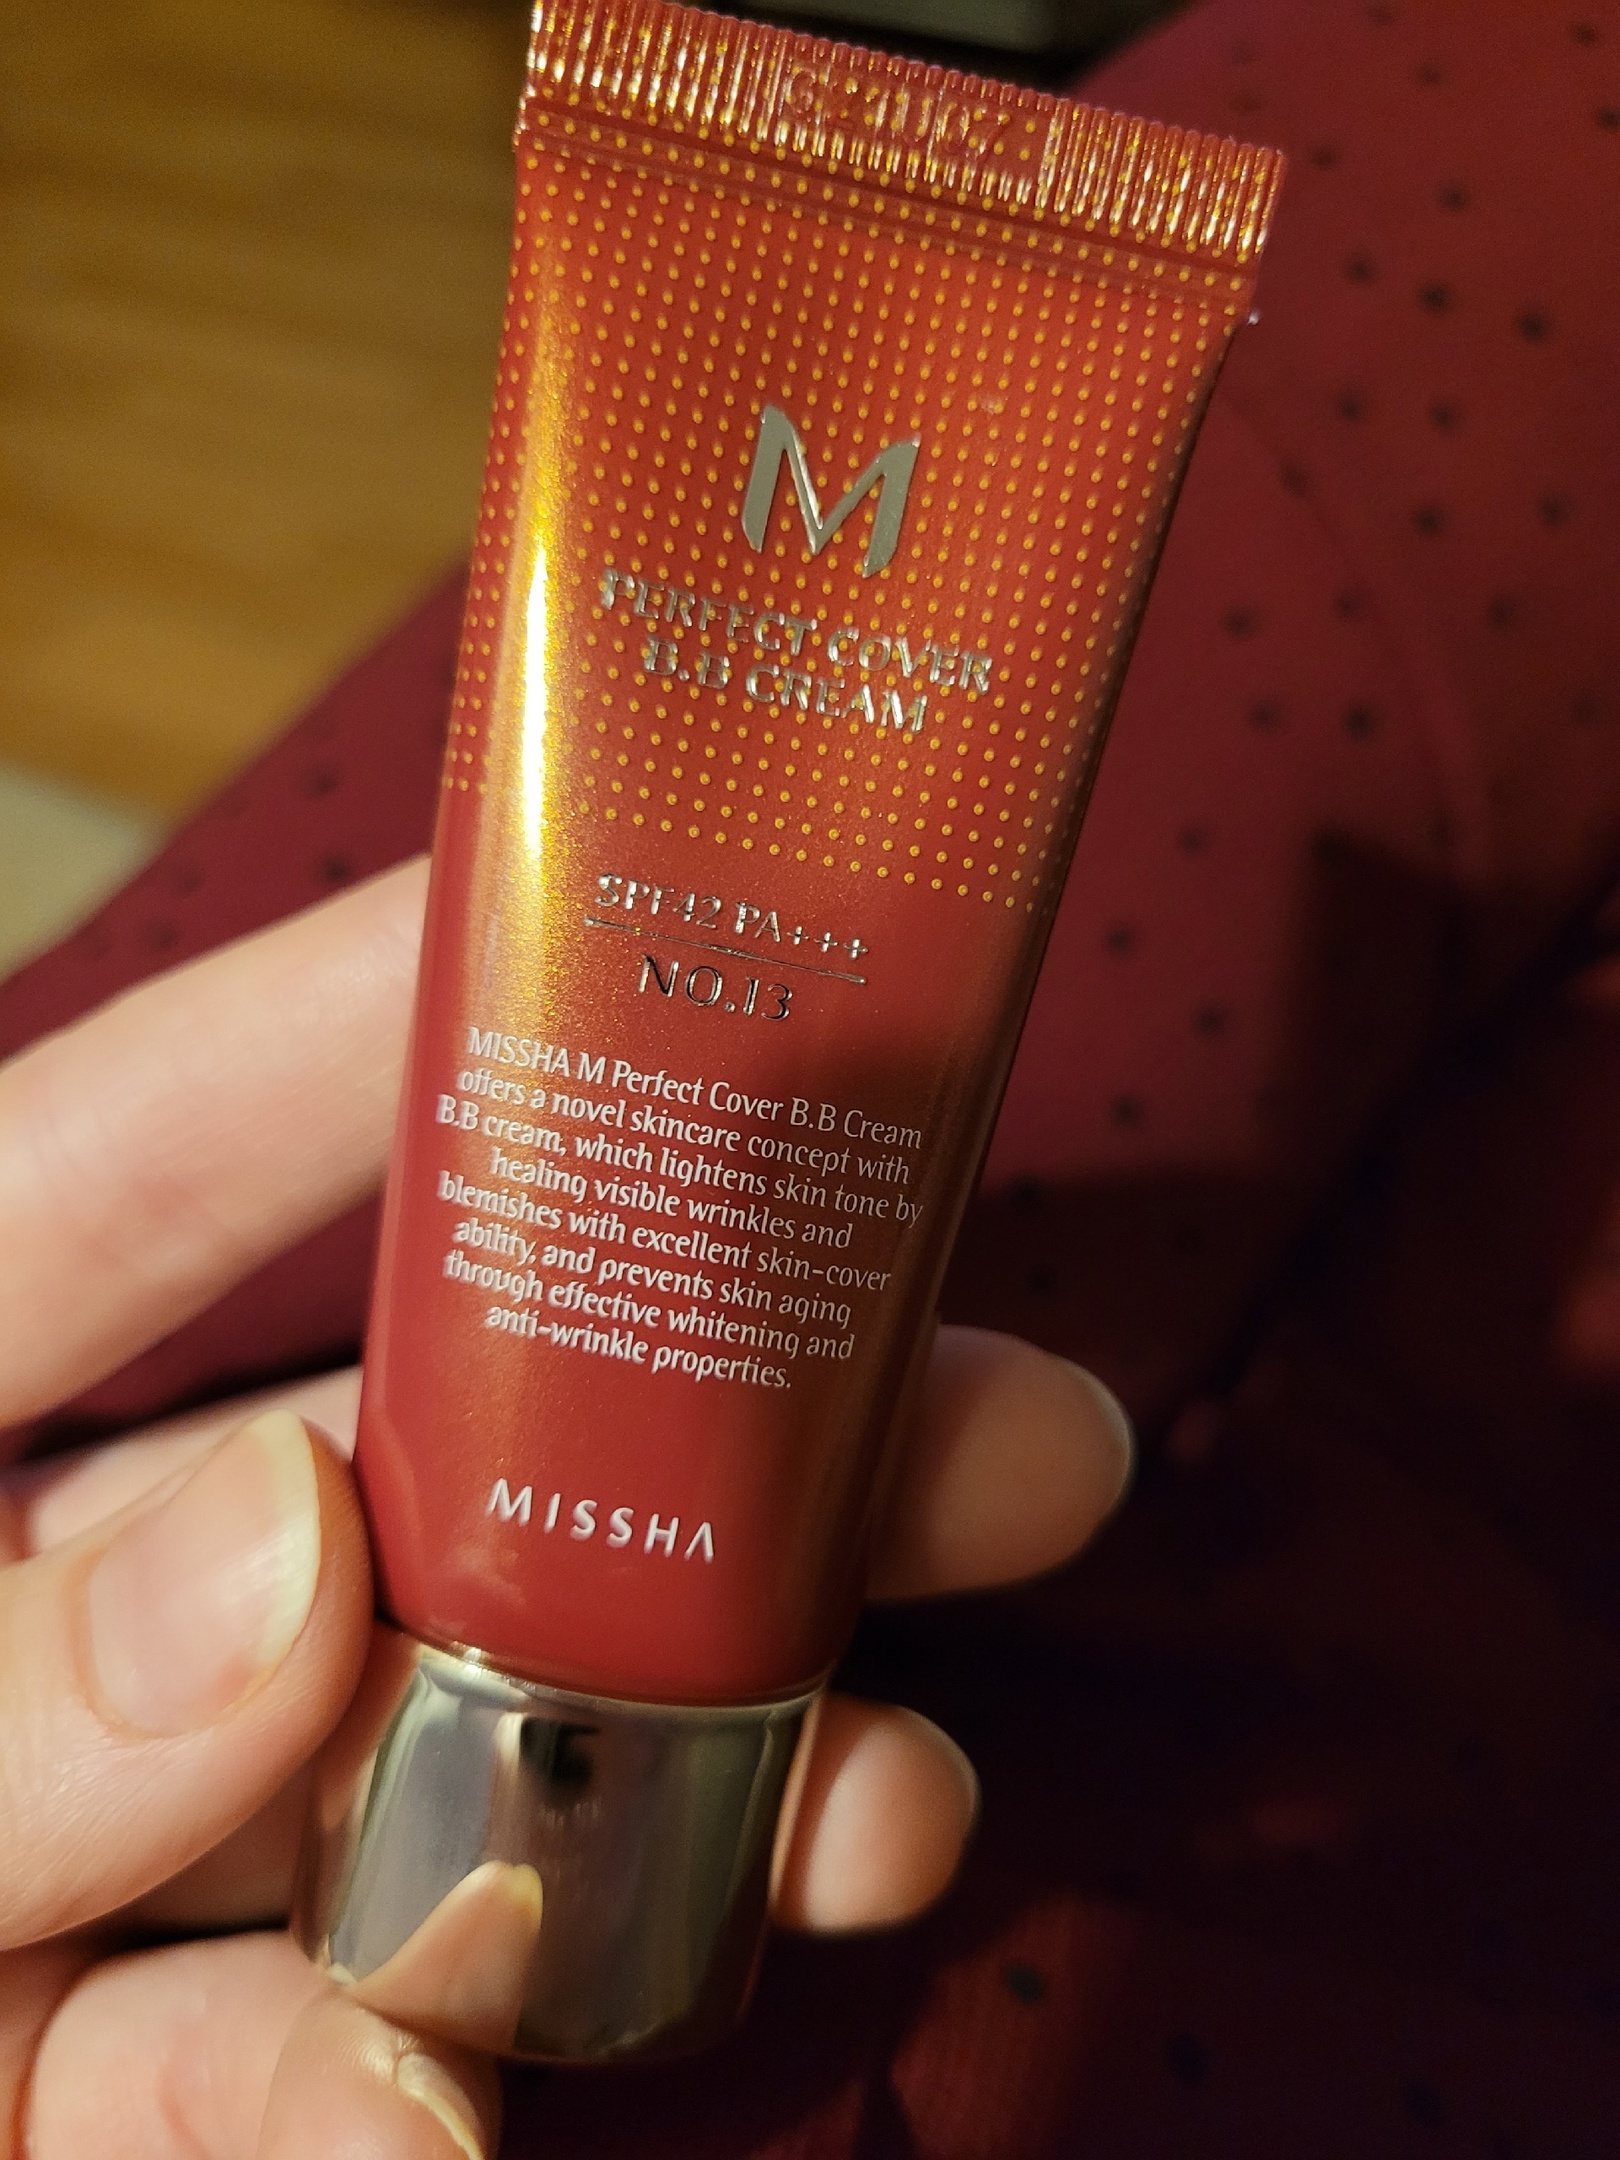 M
PERFECT COVER
B.B CREAM
SPF42 PA+++
NO.13
MISSHA M Perfect Cover B.B Cream
offers a novel skincare concept with
B.B cream, which lightens skin tone by
healing visible wrinkles and
blemishes with excellent skin-cover
ability, and prevents skin aging
through effective whitening and
anti-wrinkle properties.
MISSHA